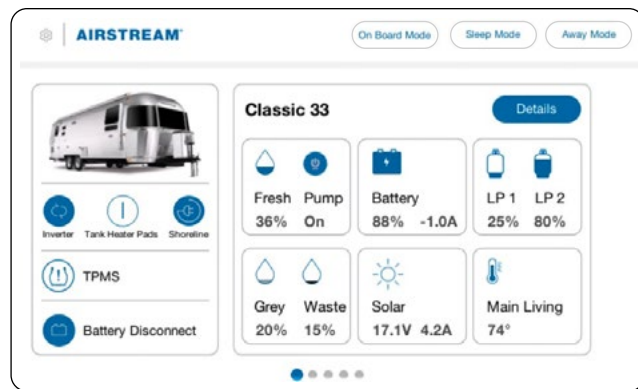 AIRSTREAM
On Board Mode
Sleep Mode
Away Mode
Inverter
Tank Heater Pads
Shoreline
TPMS
Battery Disconnect
Classic 33
Details
Fresh Pump
36% On
Battery
88% -1.0A
LP 1 LP 2
25% 80%
Grey Waste
20% 15%
Solar
17.1V 4.2A
Main Living
74°